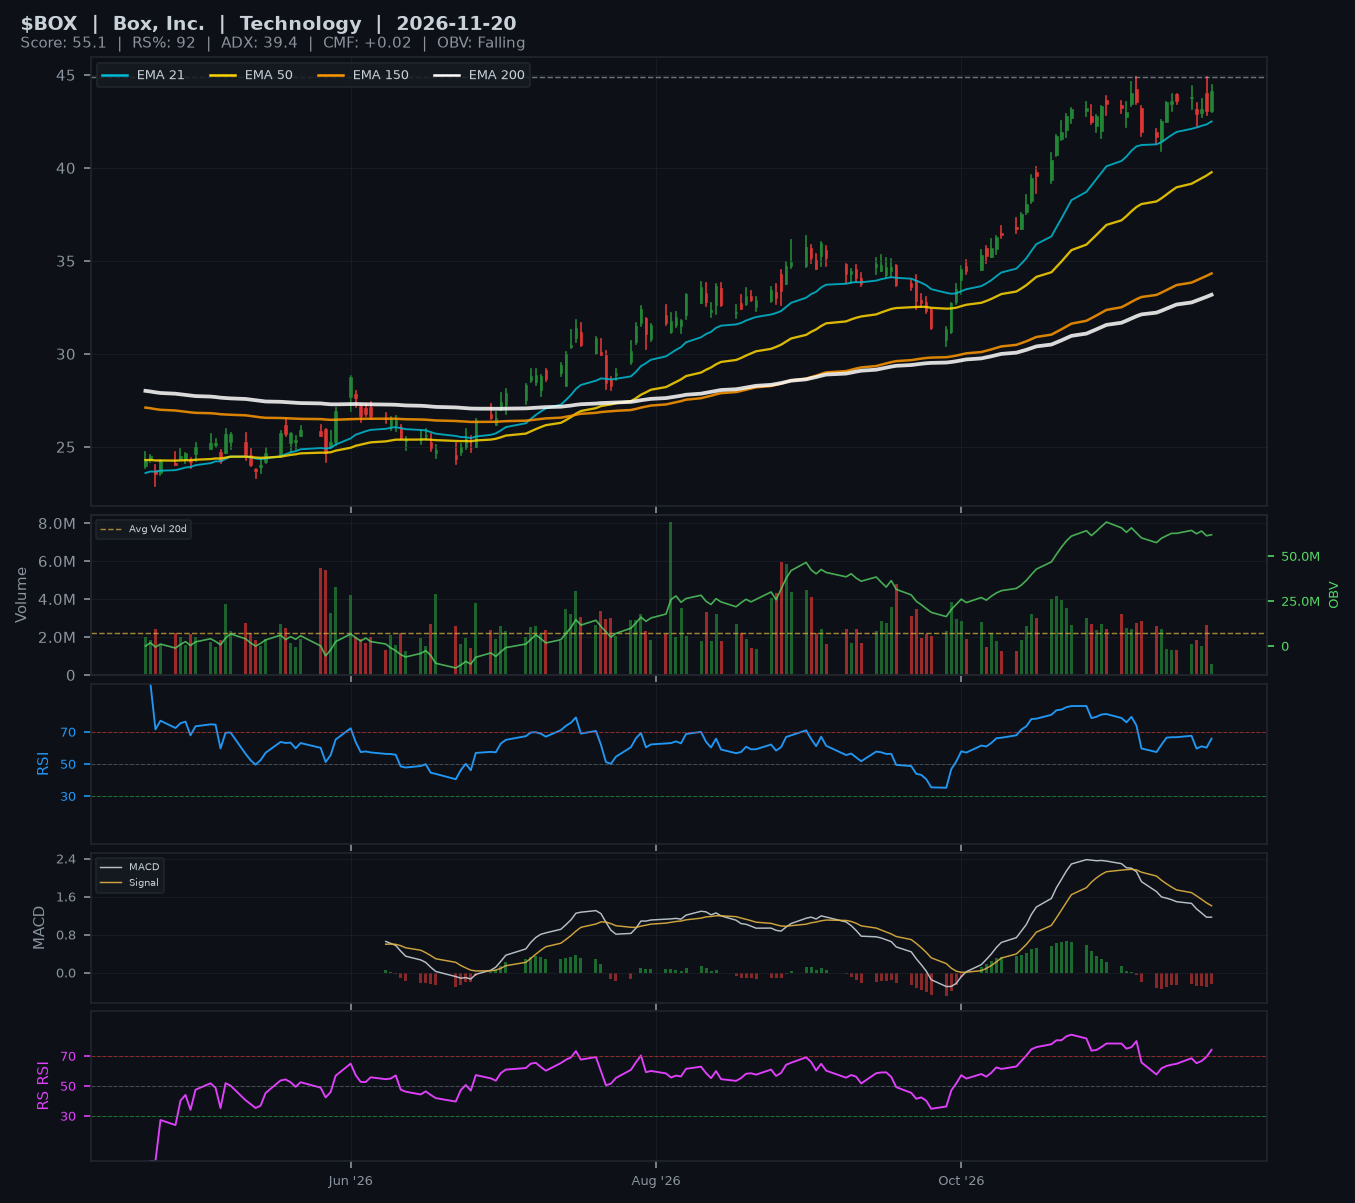 $BOX | Box, Inc. | Technology | 2026-11-20
Score: 55.1 | RS%: 92 | ADX: 39.4 | CMF: +0.02 | OBV: Falling
EMA 21 EMA 50 EMA 150 EMA 200
45
40
35
30
25
Avg Vol 20d
Volume
8.0M
6.0M
4.0M
2.0M
0
50.0M
25.0M
0
OBV
RSI
70
50
30
MACD
Signal
MACD
2.4
1.6
0.8
0.0
RS RSI
70
50
30
Jun '26 Aug '26 Oct '26